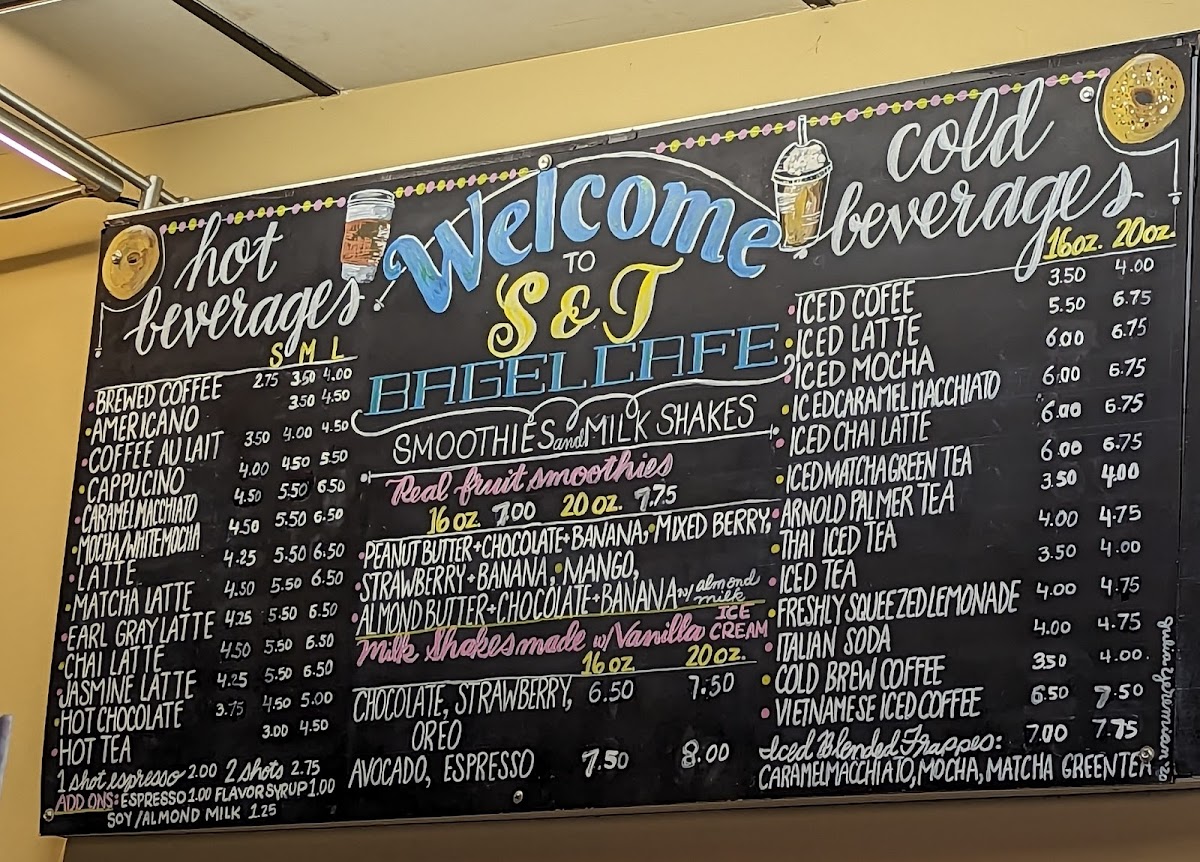 hot
beverages
S M L
BREWED COFFEE 2.75 3.50 4.00
AMERICANO 3.50 4.50
COFFEE AU LAIT 3.50 4.00 4.50
CAPPUCINO 4.00 4.50 5.50
CARAMEL MACCHIATO 4.50 5.50 6.50
MOCHA/WHITE MOCHA 4.50 5.50 6.50
LATTE 4.25 5.50 6.50
MATCHA LATTE 4.50 5.50 6.50
EARL GRAY LATTE 4.25 5.50 6.50
CHAI LATTE 4.50 5.50 6.50
JASMINE LATTE 4.25 5.50 6.50
HOT CHOCOLATE 3.75 4.50 5.00
HOT TEA 3.00 4.50
1 shot espresso 2.00 2 shots 2.75
ADD ONS: ESPRESSO 1.00 FLAVOR SYRUP 1.00
SOY/ALMOND MILK 1.25
Welcome
TO
S & T
BAGEL CAFE
SMOOTHIES and MILK SHAKES
Real fruit smoothies
16 oz 7.00 20 oz. 7.75
PEANUT BUTTER+CHOCOLATE+BANANA, MIXED BERRY,
STRAWBERRY+BANANA, MANGO,
ALMOND BUTTER+CHOCOLATE+BANANA w/ almond milk
Milk Shakes made w/ Vanilla ICE CREAM
16 oz 20 oz.
CHOCOLATE, STRAWBERRY, 6.50 7.50
OREO
AVOCADO, ESPRESSO 7.50 8.00
cold
beverages
16oz. 20oz.
ICED COFEE 3.50 4.00
ICED LATTE 5.50 6.75
ICED MOCHA 6.00 6.75
ICED CARAMEL MACCHIATO 6.00 6.75
ICED CHAI LATTE 6.00 6.75
ICED MATCHA GREEN TEA 6.00 6.75
ARNOLD PALMER TEA 3.50 4.00
THAI ICED TEA 4.00 4.75
ICED TEA 3.50 4.00
FRESHLY SQUEEZED LEMONADE 4.00 4.75
ITALIAN SODA 4.00 4.75
COLD BREW COFFEE 3.50 4.00
VIETNAMESE ICED COFFEE 6.50 7.50
Iced Blended Frappes: 7.00 7.75
CARAMEL MACCHIATO, MOCHA, MATCHA GREEN TEA